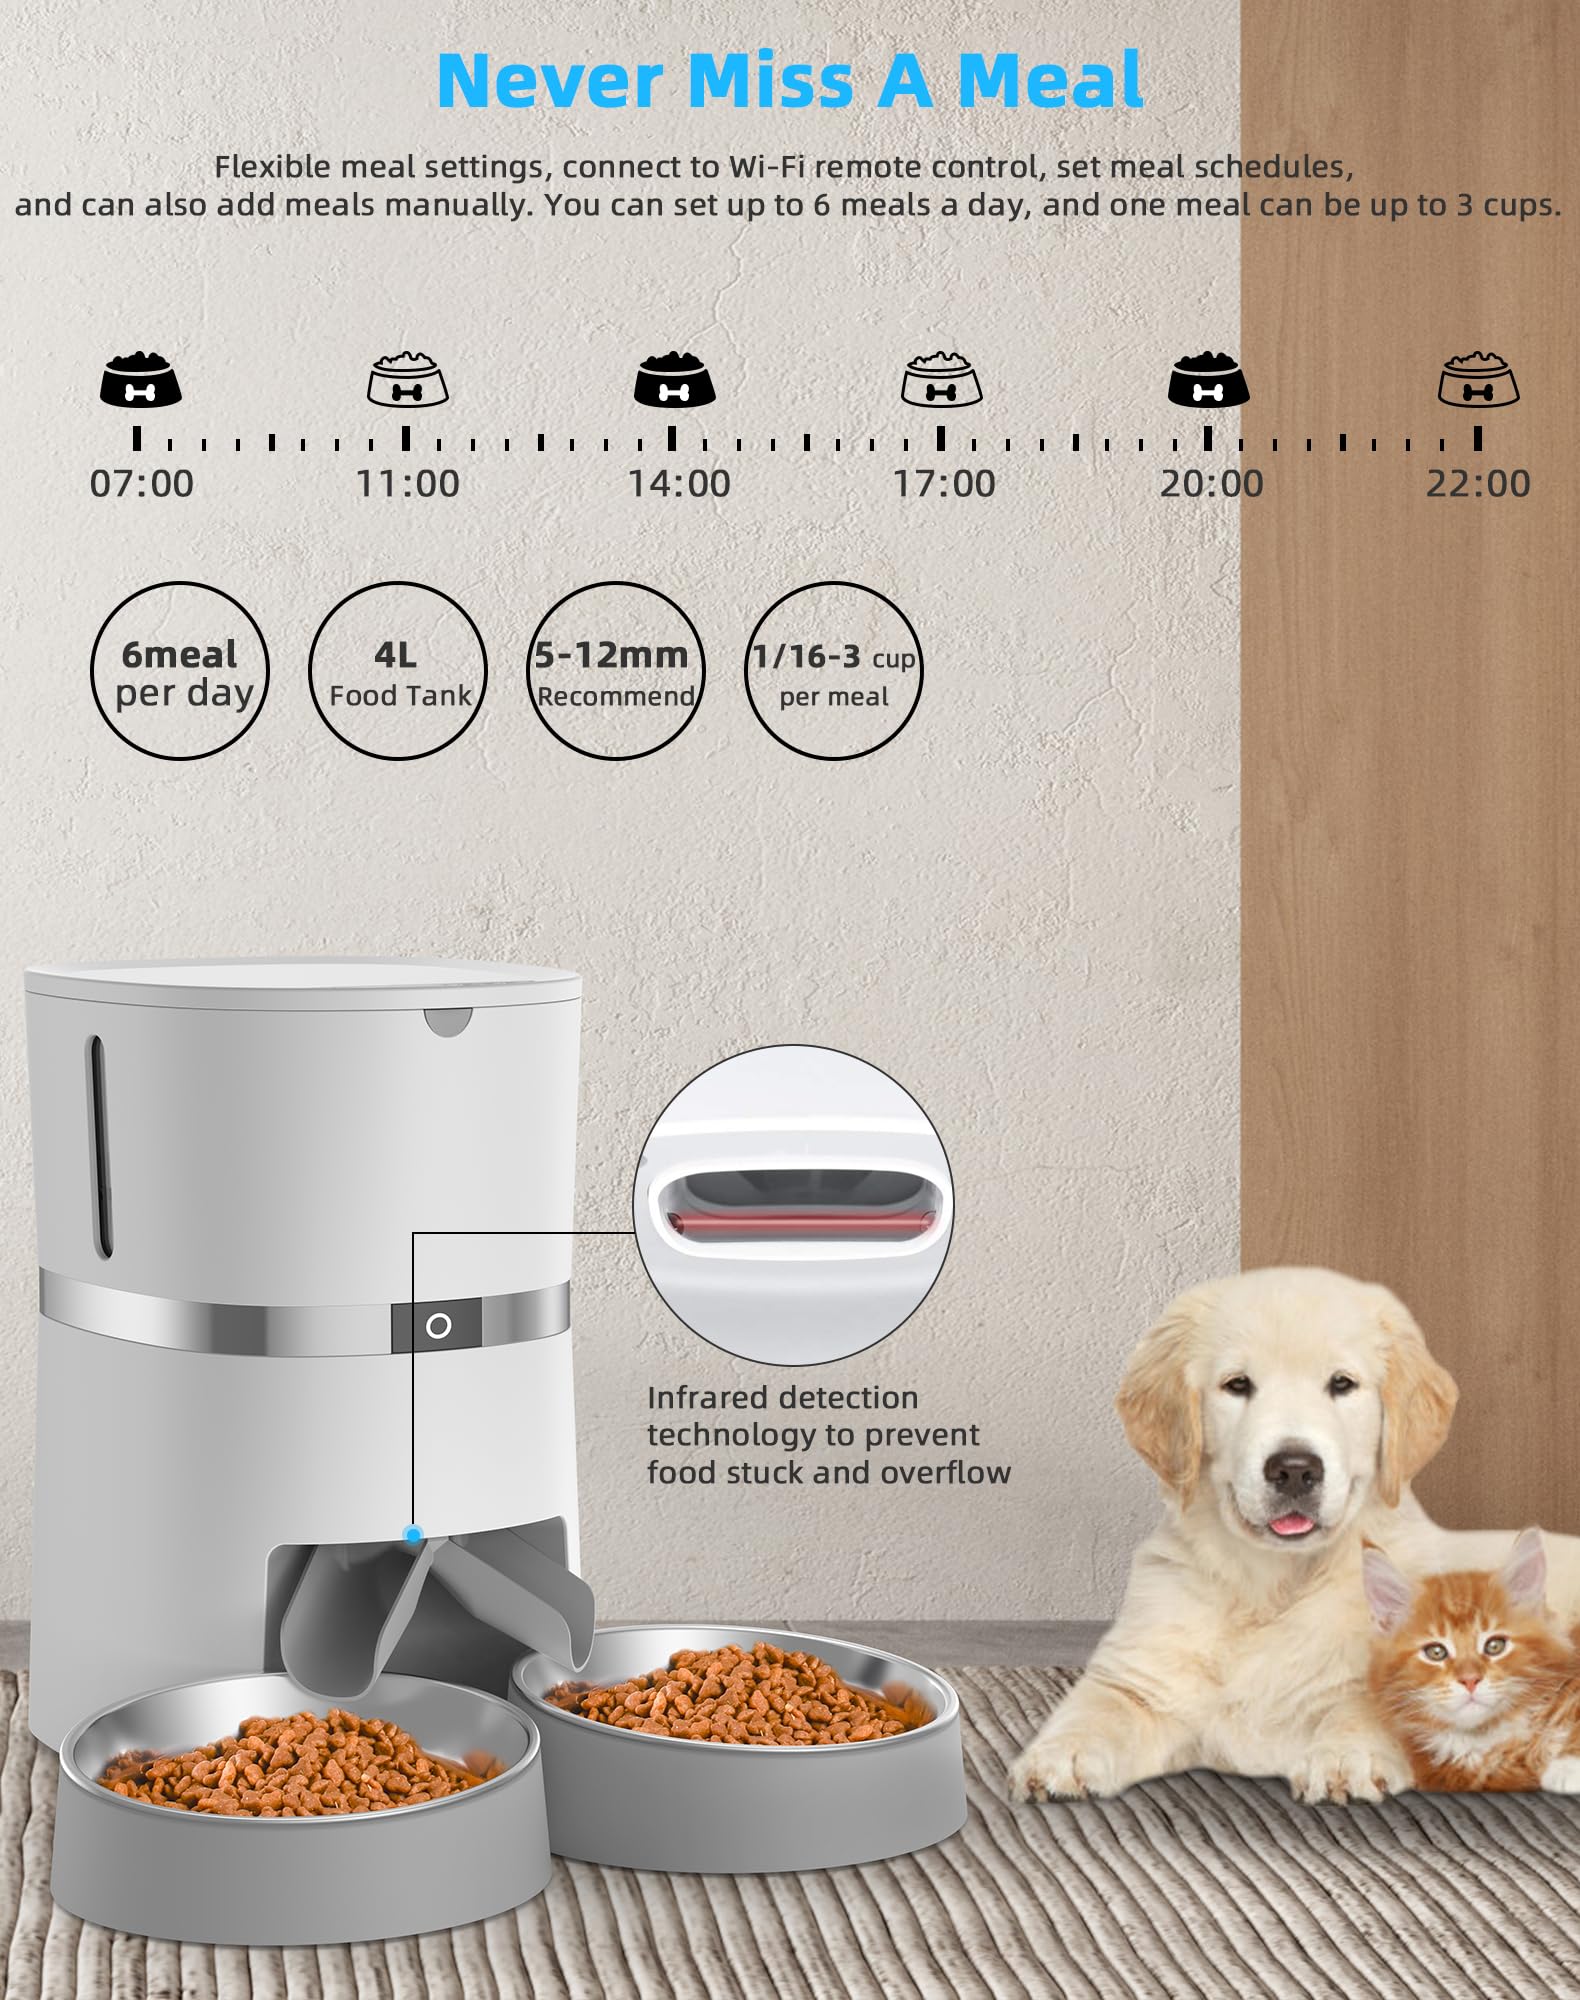 Never Miss A Meal
Flexible meal settings, connect to Wi-Fi remote control, set meal schedules,
and can also add meals manually. You can set up to 6 meals a day, and one meal can be up to 3 cups.
07:00 11:00 14:00 17:00 20:00 22:00
6meal
per day
4L
Food Tank
5-12mm
Recommend
1/16-3 cup
per meal
Infrared detection
technology to prevent
food stuck and overflow